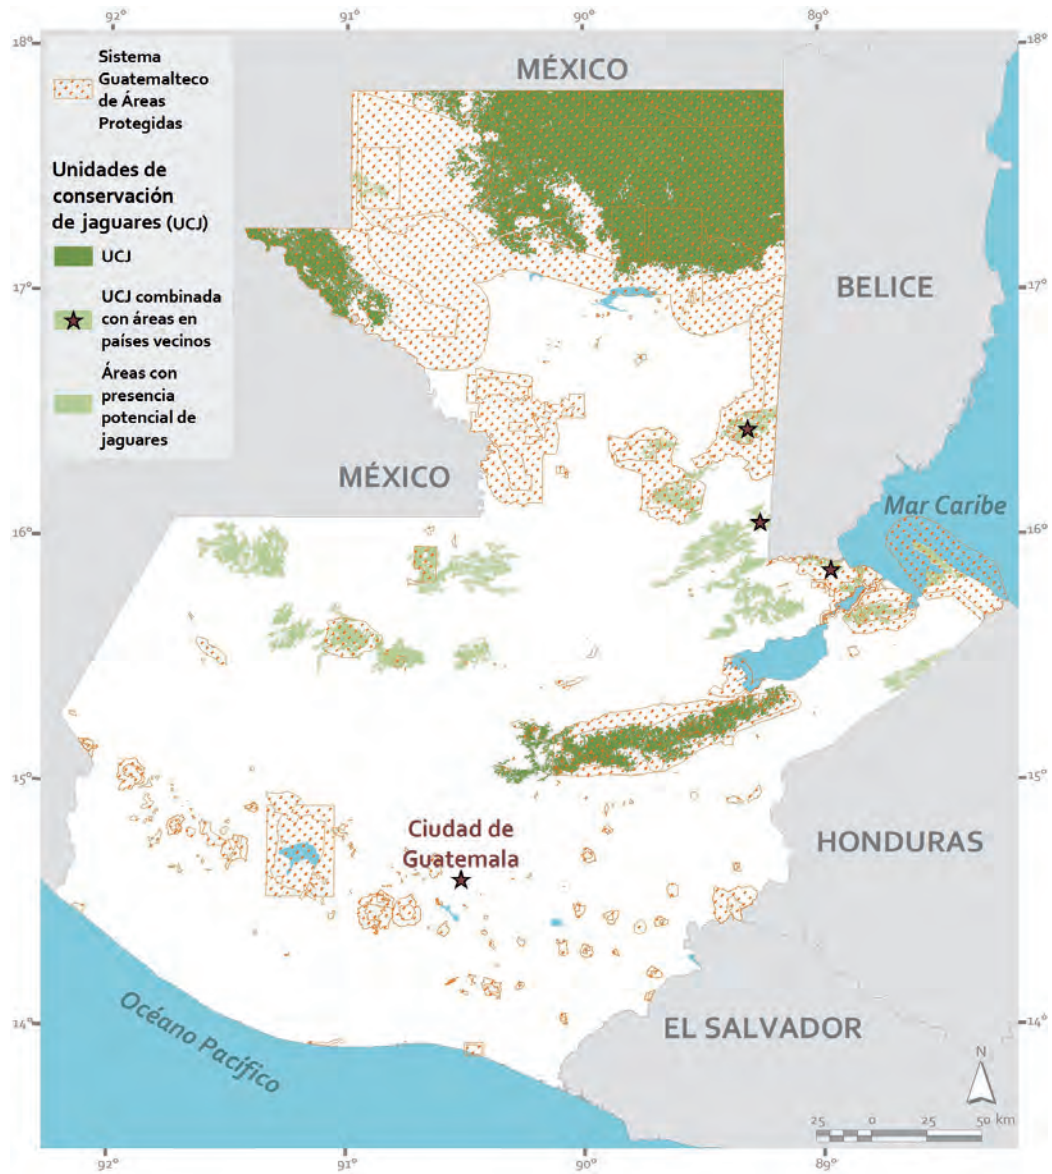 92°
91°
90°
89°
18°
18°
Sistema
Guatemalteco
de Áreas
Protegidas
MÉXICO
Unidades de
conservación
de jaguares (UCJ)
UCJ
17°
17°
UCJ combinada
con áreas en
países vecinos
BELICE
Áreas con
presencia
potencial de
jaguares
MÉXICO
Mar Caribe
16°
16°
15°
15°
Ciudad de
Guatemala
HONDURAS
14°
14°
Océano Pacífico
EL SALVADOR
N
25 0 25 50 km
92°
91°
90°
89°